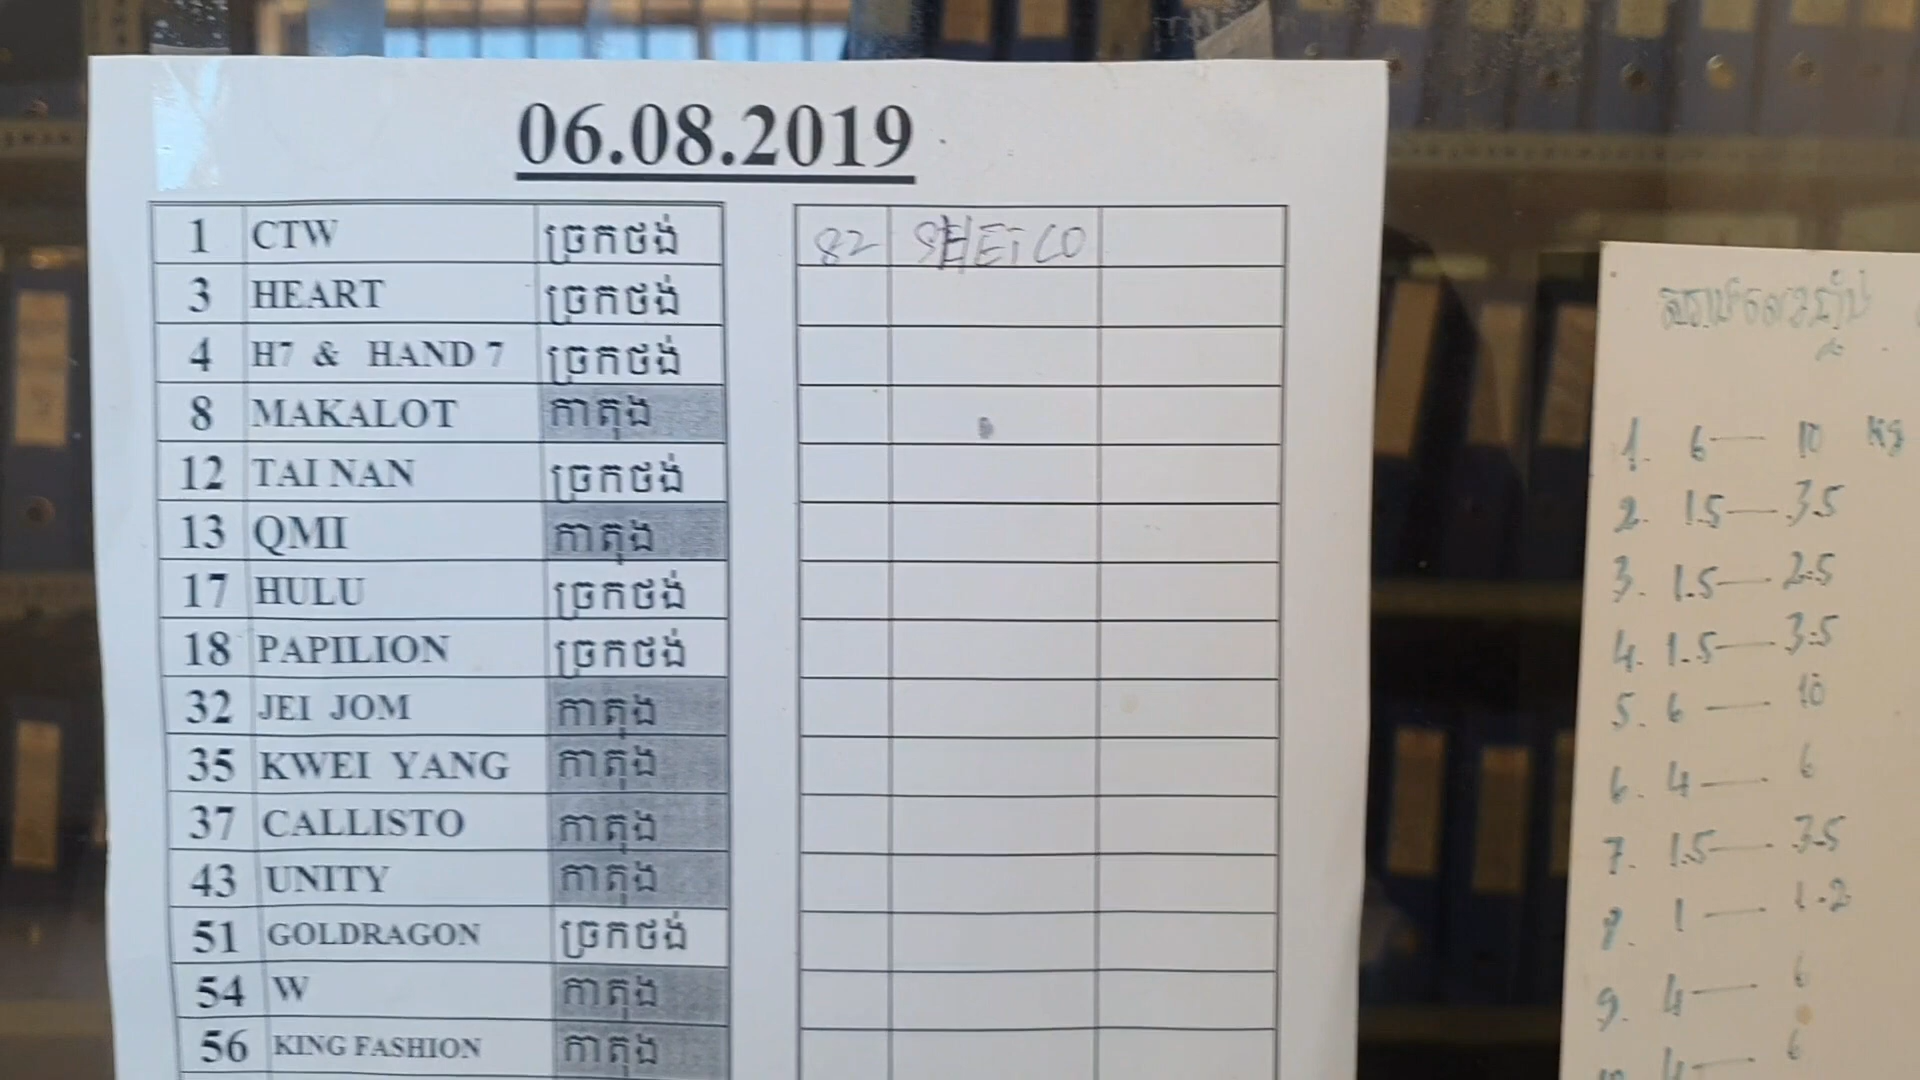 06.08.2019
1 CTW ច្រកថង់
3 HEART ច្រកថង់
4 H7 & HAND 7 ច្រកថង់
8 MAKALOT កាតុង
12 TAI NAN ច្រកថង់
13 QMI កាតុង
17 HULU ច្រកថង់
18 PAPILION ច្រកថង់
32 JEI JOM កាតុង
35 KWEI YANG កាតុង
37 CALLISTO កាតុង
43 UNITY កាតុង
51 GOLDRAGON ច្រកថង់
54 W កាតុង
56 KING FASHION កាតុង
82
1. 6 — 10 KG
2. 1.5 — 3.5
3. 1.5 — 2.5
4. 1.5 — 3.5
5. 6 — 10
6. 4 — 6
7. 1.5 — 3.5
8. 1 — 1.2
9. 4 — 6
10. 4 — 6